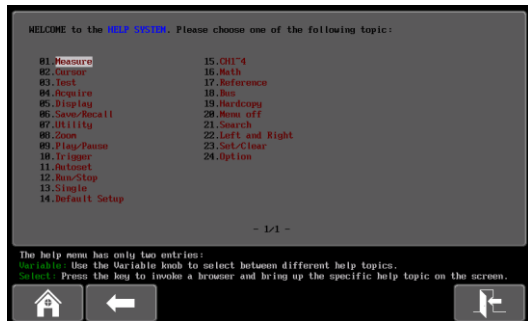 WELCOME to the HELP SYSTEM. Please choose one of the following topic:
01.Measure
02.Cursor
03.Test
04.Acquire
05.Display
06.Save/Recall
07.Utility
08.Zoom
09.Play/Pause
10.Trigger
11.Autoset
12.Run/Stop
13.Single
14.Default Setup
15.CH1~4
16.Math
17.Reference
18.Bus
19.Hardcopy
20.Menu off
21.Search
22.Left and Right
23.Set/Clear
24.Option
- 1/1 -
The help menu has only two entries:
Variable: Use the Variable knob to select between different help topics.
Select: Press the key to invoke a browser and bring up the specific help topic on the screen.